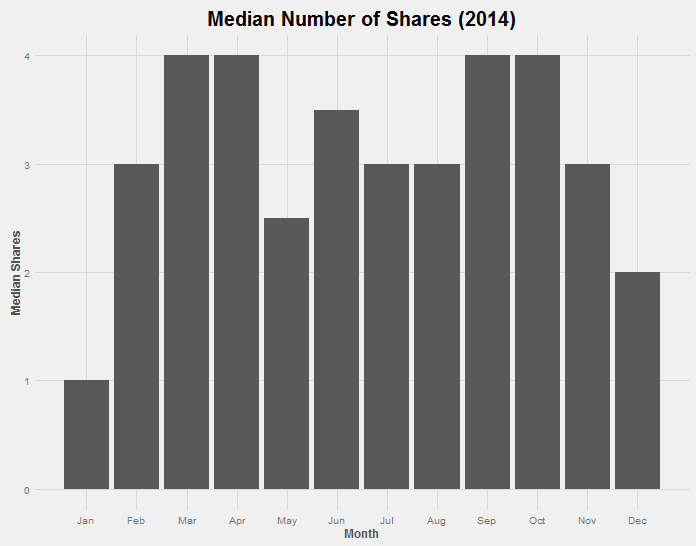 Median Number of Shares (2014)
Median Shares
4
3
2
1
0
Jan Feb Mar Apr May Jun Jul Aug Sep Oct Nov Dec
Month